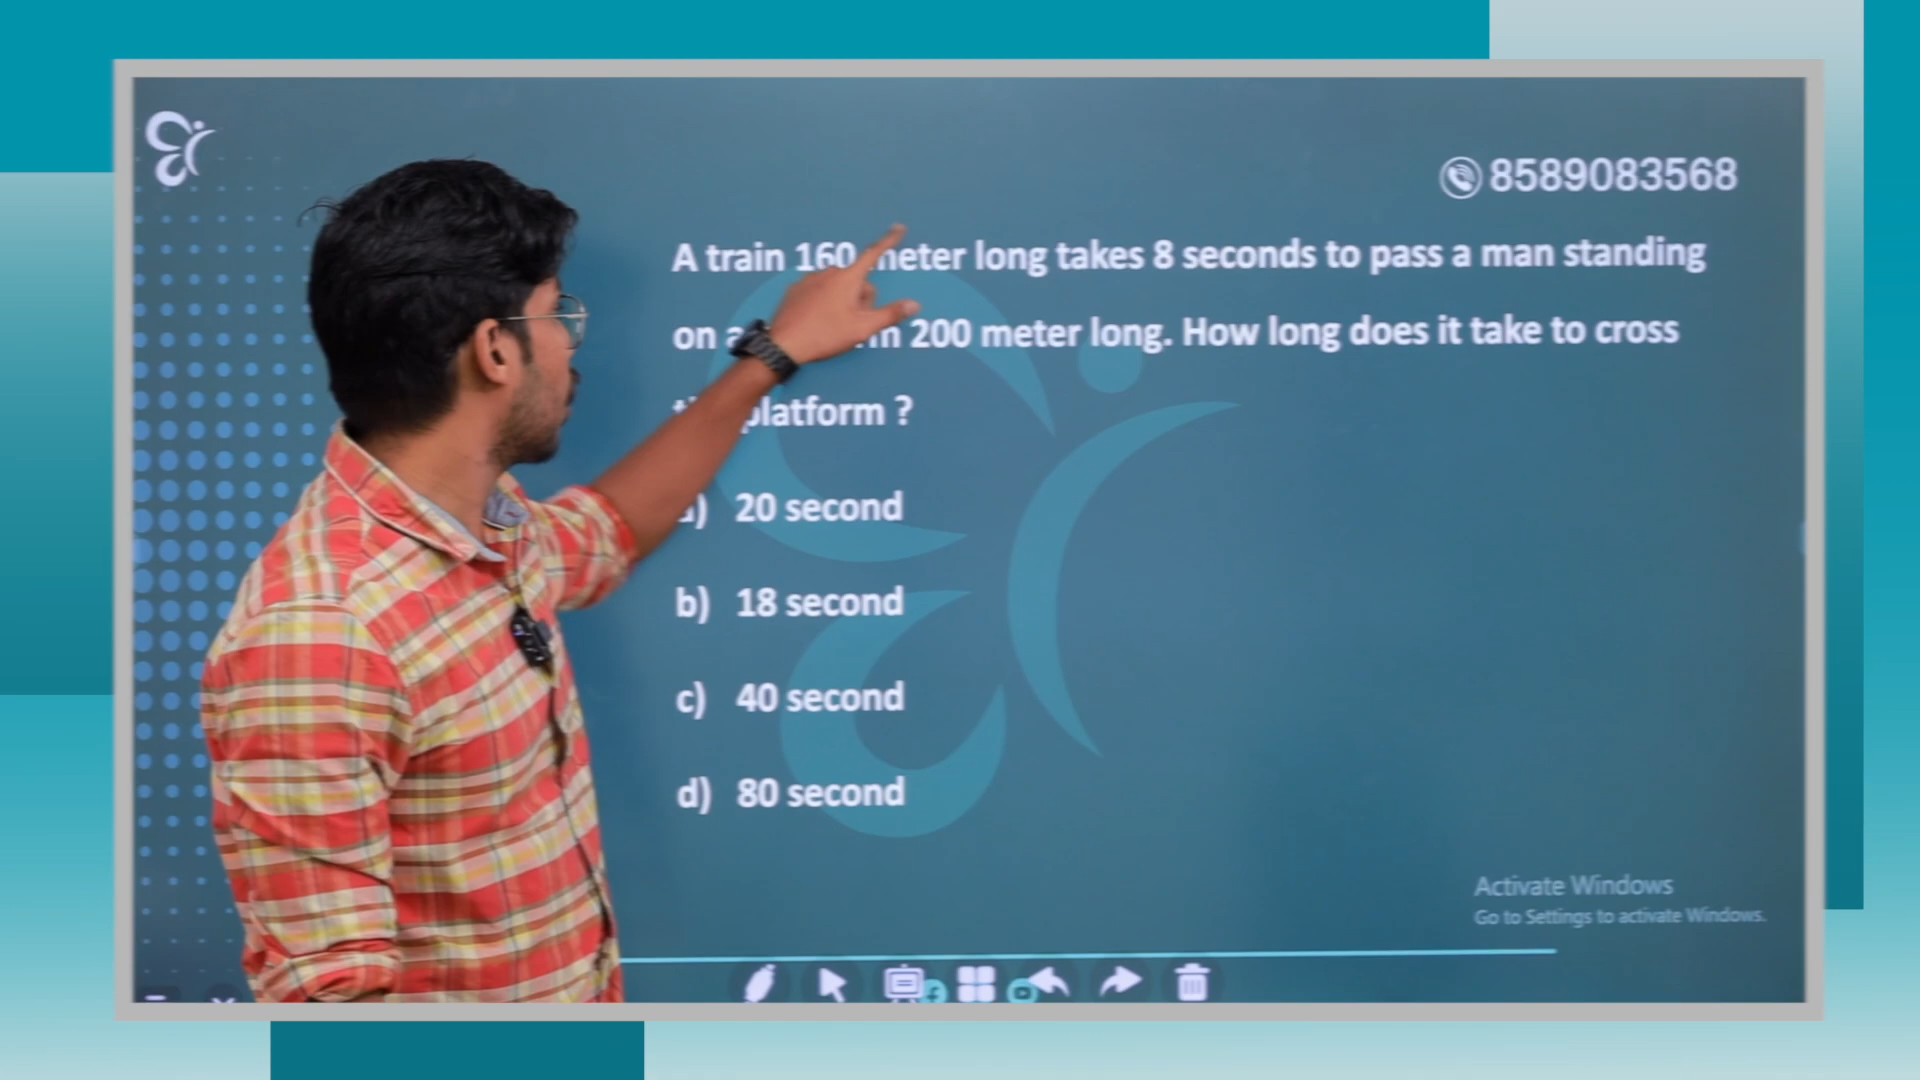 8589083568
A train 160 meter long takes 8 seconds to pass a man standing
on 200 meter long. How long does it take to cross
platform ?
20 second
b) 18 second
c) 40 second
d) 80 second
Activate Windows
Go to Settings to activate Windows.